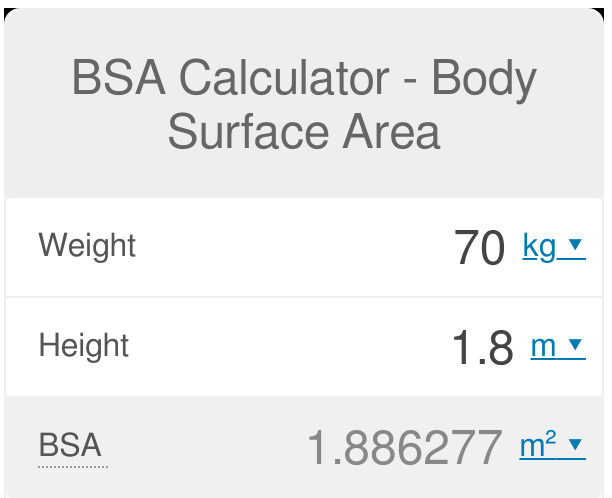 BSA Calculator - Body
Surface Area
Weight 70 kg ▼
Height 1.8 m ▼
BSA 1.886277 m² ▼